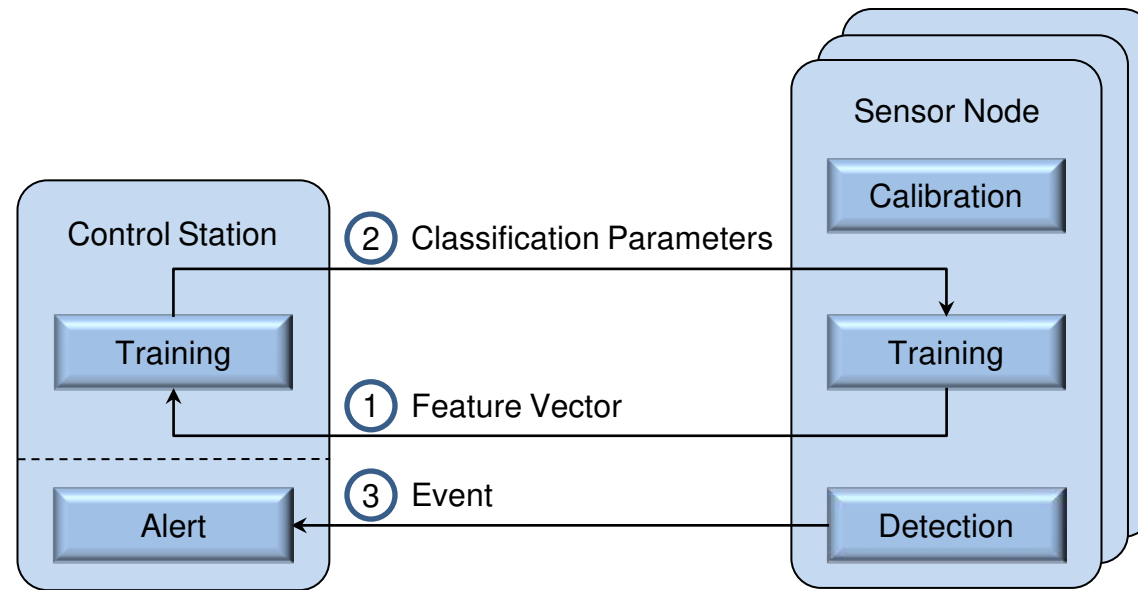 Sensor Node
Calibration
Control Station
2 Classification Parameters
Training
Training
1 Feature Vector
3 Event
Alert
Detection